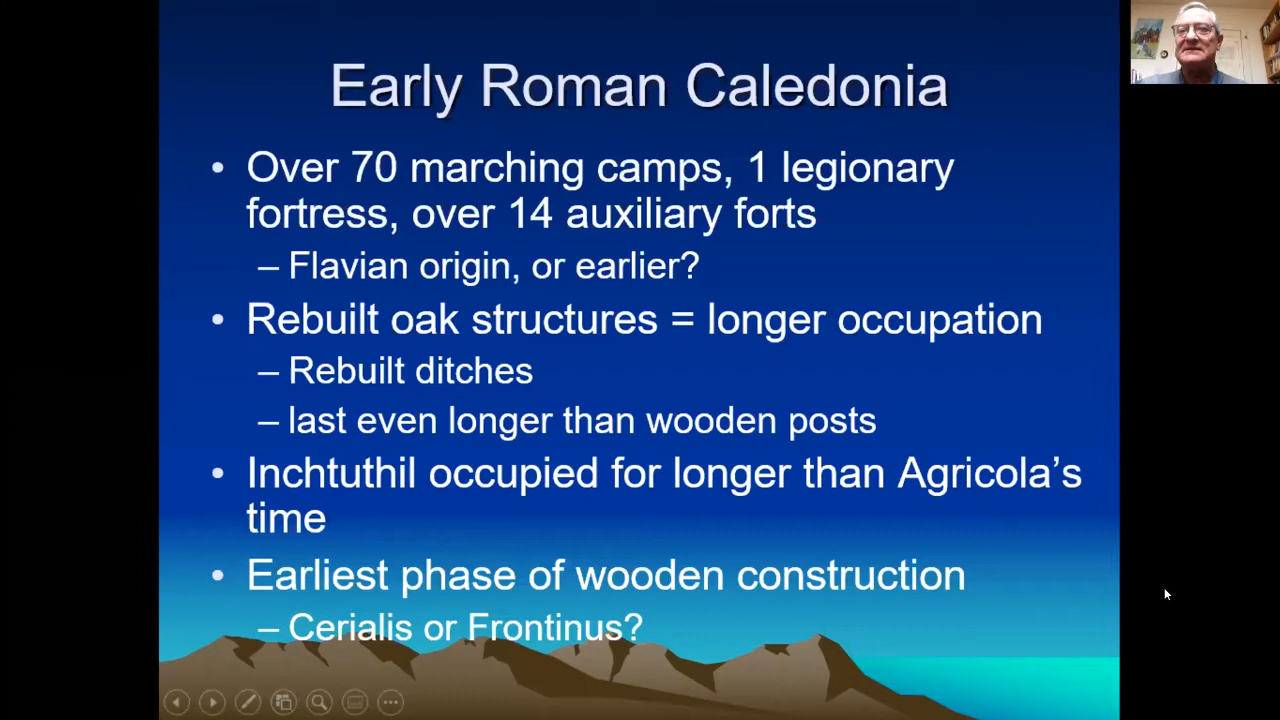 Early Roman Caledonia
• Over 70 marching camps, 1 legionary
fortress, over 14 auxiliary forts
– Flavian origin, or earlier?
• Rebuilt oak structures = longer occupation
– Rebuilt ditches
– last even longer than wooden posts
• Inchtuthil occupied for longer than Agricola's
time
• Earliest phase of wooden construction
– Cerialis or Frontinus?